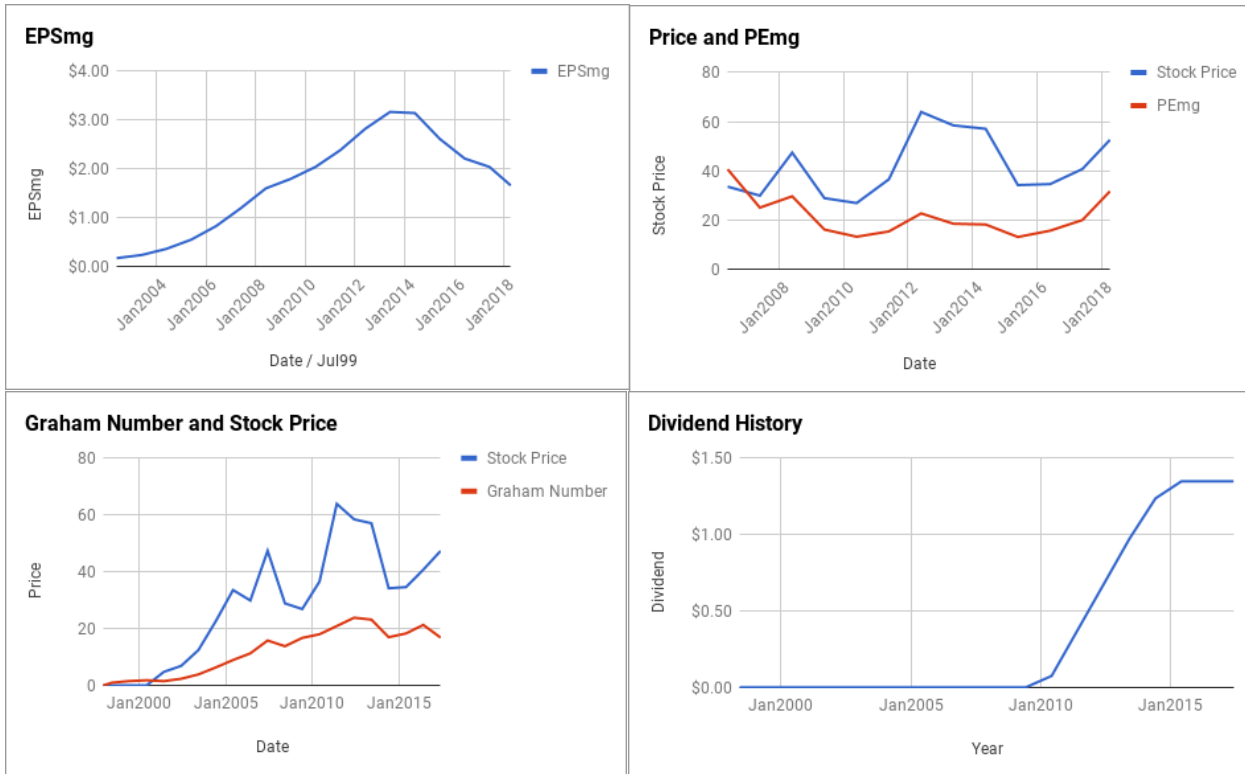 EPSmg
EPSmg
$4.00
$3.00
$2.00
$1.00
$0.00
EPSmg
Jan2004
Jan2006
Jan2008
Jan2010
Jan2012
Jan2014
Jan2016
Jan2018
Date / Jul99
Price and PEmg
Stock Price
PEmg
80
60
40
20
0
Stock Price
Jan2008
Jan2010
Jan2012
Jan2014
Jan2016
Jan2018
Date
Graham Number and Stock Price
Stock Price
Graham Number
80
60
40
20
0
Price
Jan2000
Jan2005
Jan2010
Jan2015
Date
Dividend History
$1.50
$1.00
$0.50
$0.00
Dividend
Jan2000
Jan2005
Jan2010
Jan2015
Year